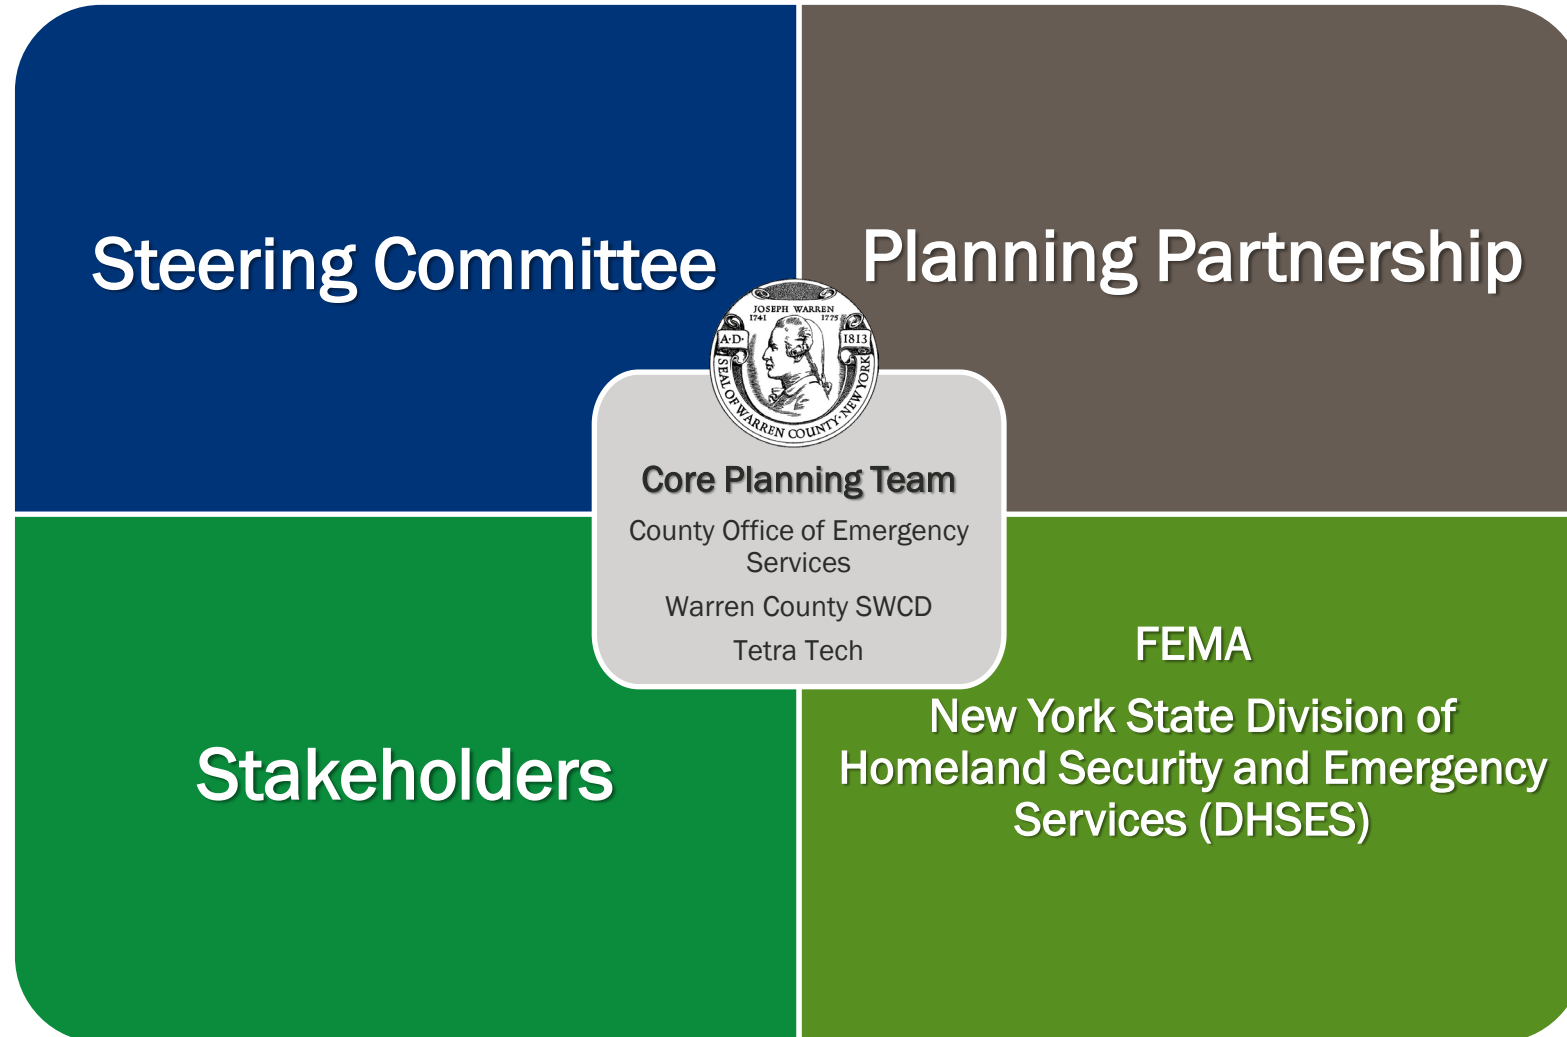 Steering Committee
Planning Partnership
JOSEPH WARREN
1741 1775
A·D· 1813
SEAL OF WARREN COUNTY·NEW YORK
Core Planning Team
County Office of Emergency
Services
Warren County SWCD
Tetra Tech
Stakeholders
FEMA
New York State Division of
Homeland Security and Emergency
Services (DHSES)